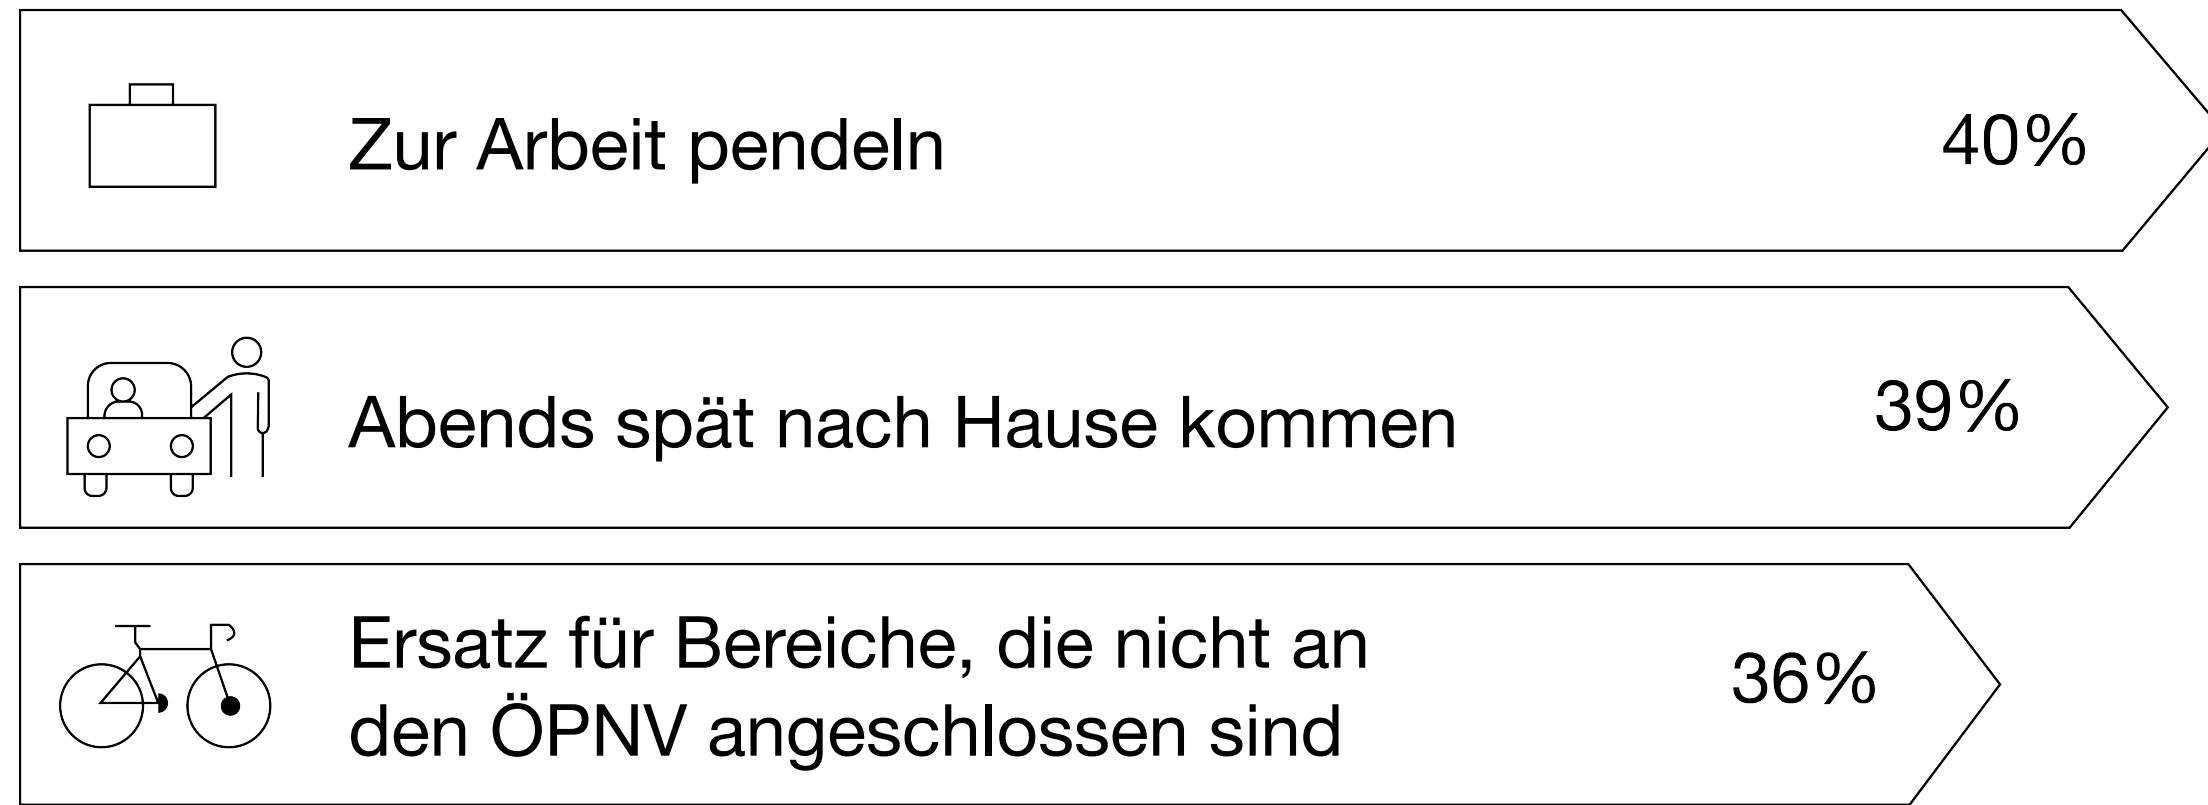 Zur Arbeit pendeln
40%
Abends spät nach Hause kommen
39%
Ersatz für Bereiche, die nicht an
den ÖPNV angeschlossen sind
36%